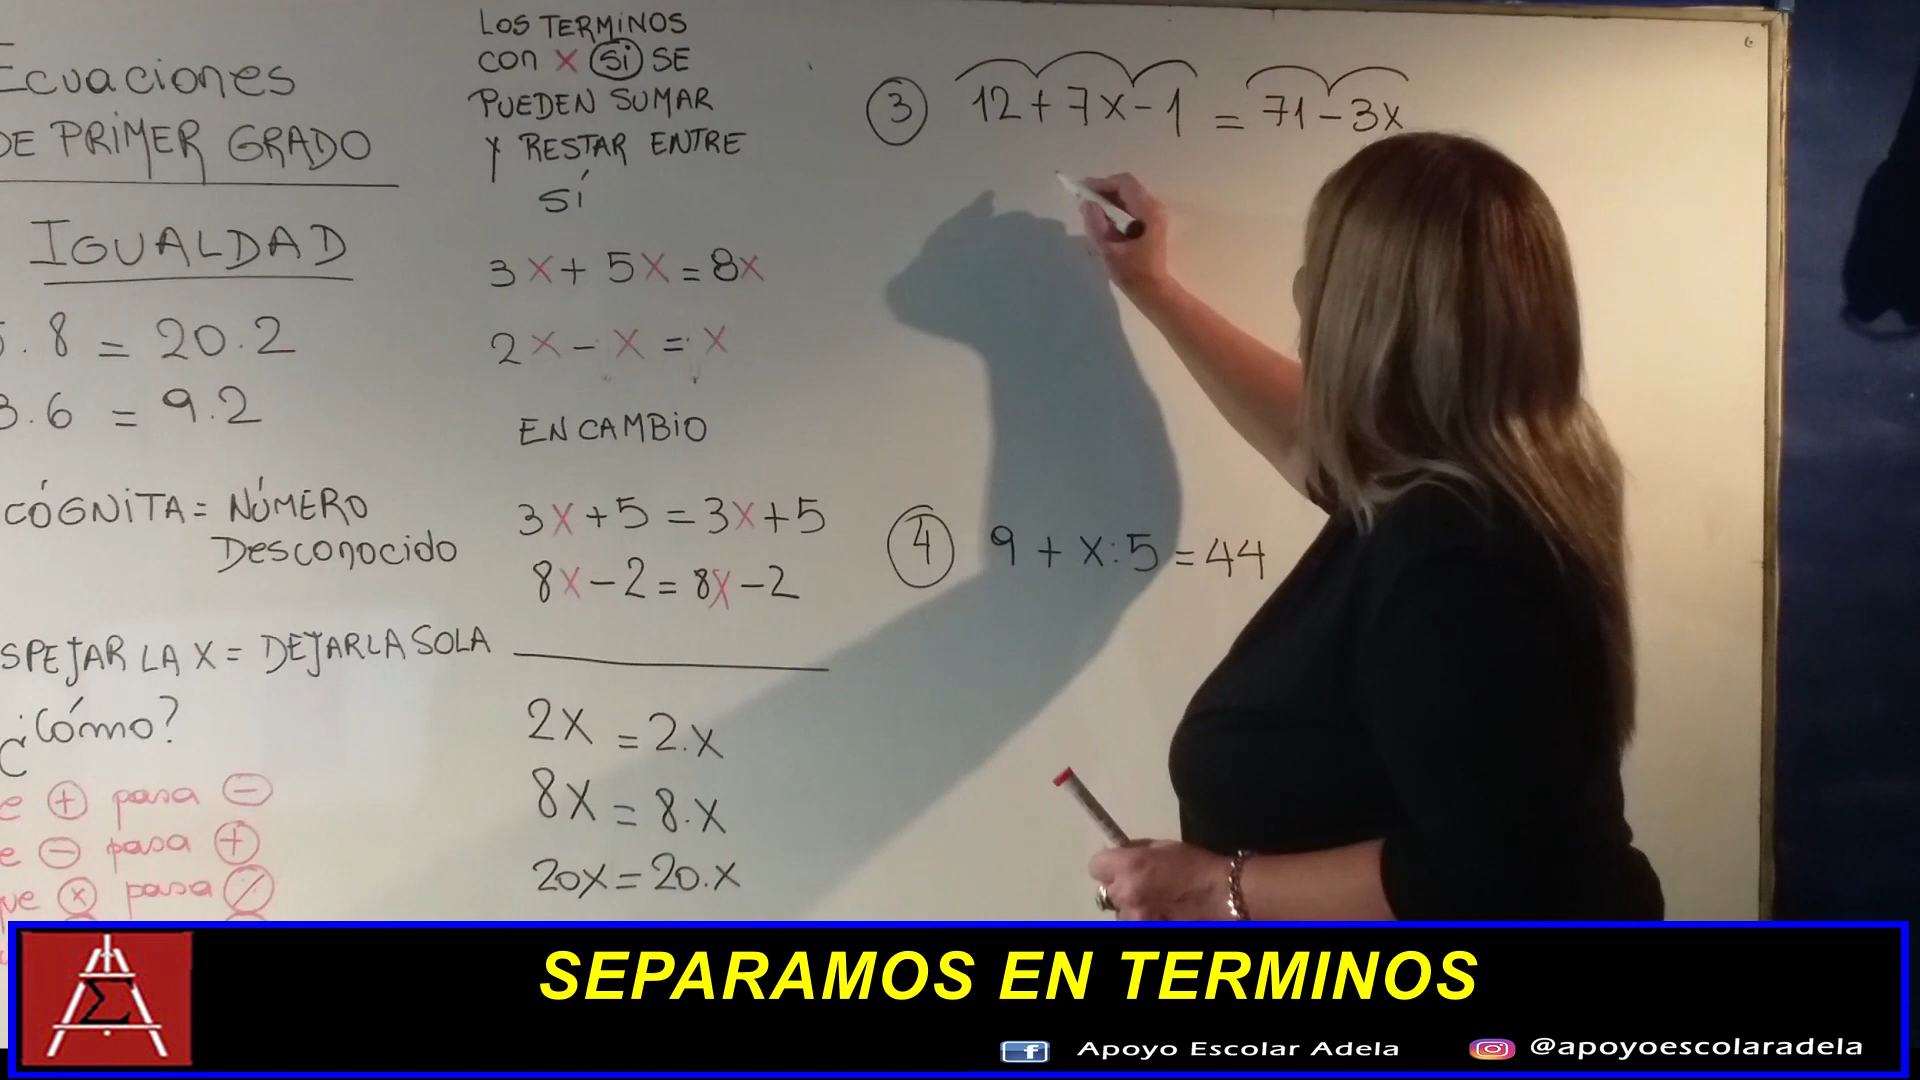 Ecuaciones
DE PRIMER GRADO
IGUALDAD
. 8 = 20.2
3.6 = 9.2
CÓGNITA = NÚMERO
Desconocido
SPEJAR LA X = DEJARLA SOLA
¿Cómo?
e + pasa -
e - pasa +
ue x pasa /
LOS TERMINOS
con x Si SE
PUEDEN SUMAR
Y RESTAR ENTRE
SÍ
3x + 5x = 8x
2x - x = x
EN CAMBIO
3x + 5 = 3x + 5
8x - 2 = 8x - 2
2x = 2.x
8x = 8.x
20x = 20.x
3 12 + 7x - 1 = 71 - 3x
4 9 + x : 5 = 44
SEPARAMOS EN TERMINOS
f Apoyo Escolar Adela @apoyoescolaradela